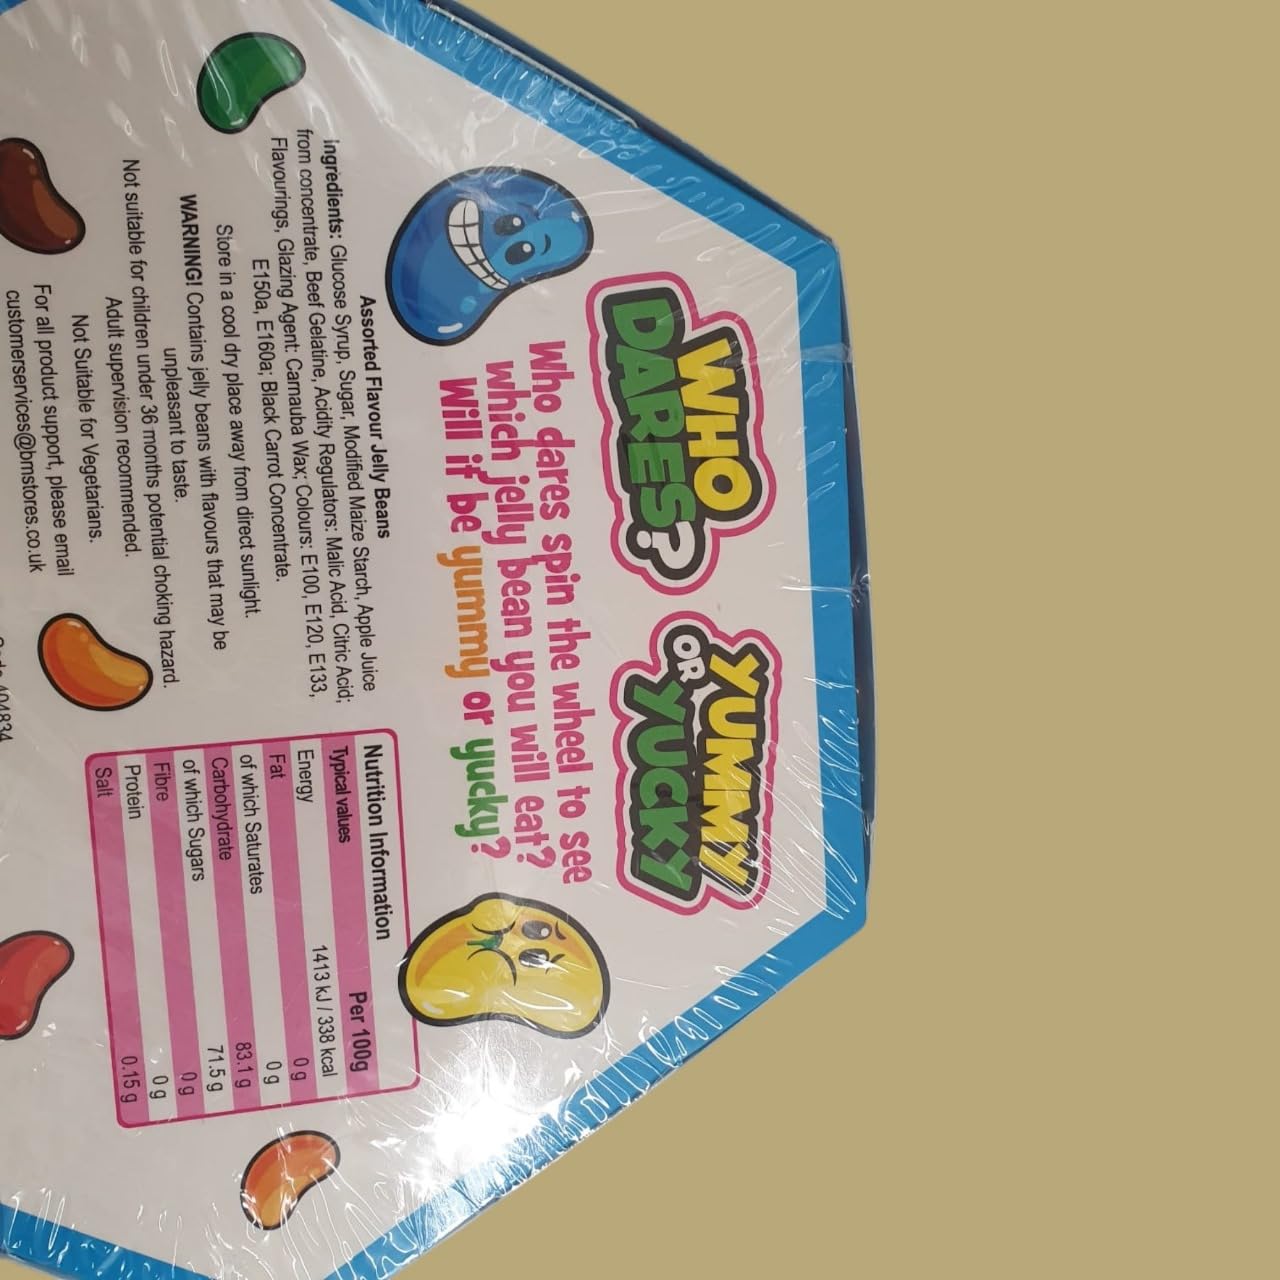 WHO
DARES?
YUMMY
OR
YUCKY
Who dares spin the wheel to see
which jelly bean you will eat?
Will it be yummy or yucky?
Assorted Flavour Jelly Beans
Ingredients: Glucose Syrup, Sugar, Modified Maize Starch, Apple Juice
from concentrate, Beef Gelatine, Acidity Regulators: Malic Acid, Citric Acid;
Flavourings, Glazing Agent: Carnauba Wax; Colours: E100, E120, E133,
E150a, E160a; Black Carrot Concentrate.
Store in a cool dry place away from direct sunlight.
WARNING! Contains jelly beans with flavours that may be
unpleasant to taste.
Not suitable for children under 36 months potential choking hazard.
Adult supervision recommended.
Not Suitable for Vegetarians.
For all product support, please email
customerservices@bmstores.co.uk
Nutrition Information
Typical values Per 100g
Energy 1413 kJ / 338 kcal
Fat 0 g
of which Saturates 0 g
Carbohydrate 83.1 g
of which Sugars 71.5 g
Fibre 0 g
Protein 0 g
Salt 0.15 g
404834